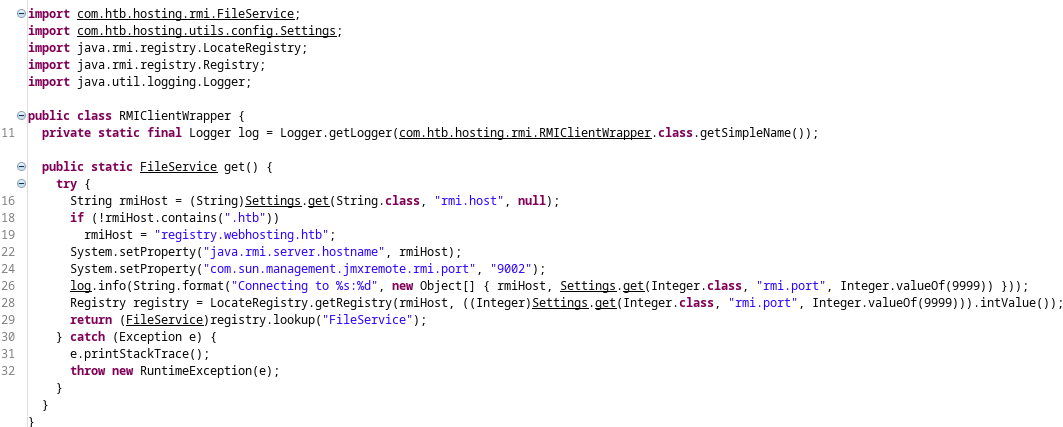 import com.htb.hosting.rmi.FileService;
import com.htb.hosting.utils.config.Settings;
import java.rmi.registry.LocateRegistry;
import java.rmi.registry.Registry;
import java.util.logging.Logger;

public class RMIClientWrapper {
11   private static final Logger log = Logger.getLogger(com.htb.hosting.rmi.RMIClientWrapper.class.getSimpleName());

  public static FileService get() {
    try {
16       String rmiHost = (String)Settings.get(String.class, "rmi.host", null);
18       if (!rmiHost.contains(".htb"))
19         rmiHost = "registry.webhosting.htb";
22       System.setProperty("java.rmi.server.hostname", rmiHost);
24       System.setProperty("com.sun.management.jmxremote.rmi.port", "9002");
26       log.info(String.format("Connecting to %s:%d", new Object[] { rmiHost, Settings.get(Integer.class, "rmi.port", Integer.valueOf(9999)) }));
28       Registry registry = LocateRegistry.getRegistry(rmiHost, ((Integer)Settings.get(Integer.class, "rmi.port", Integer.valueOf(9999))).intValue());
29       return (FileService)registry.lookup("FileService");
30     } catch (Exception e) {
31       e.printStackTrace();
32       throw new RuntimeException(e);
    }
  }
}